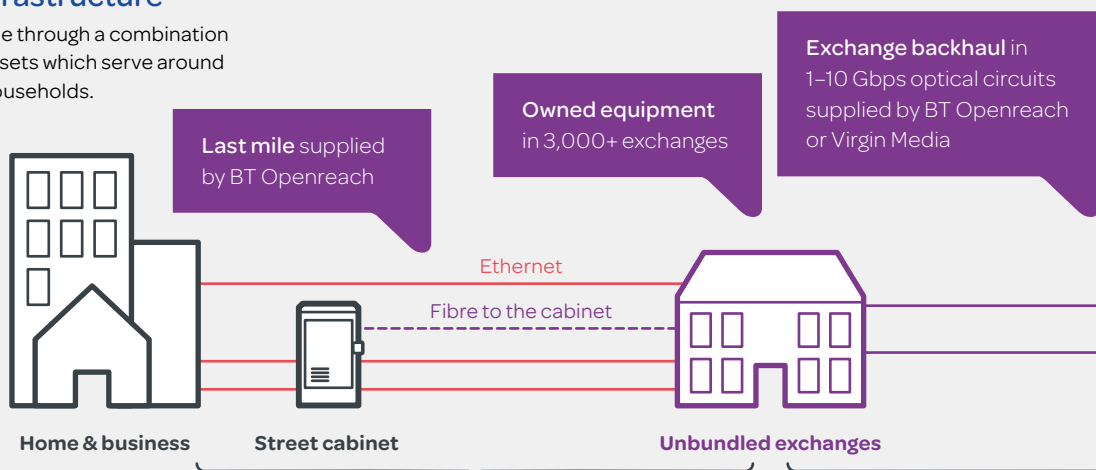 e through a combination
sets which serve around
Exchange backhaul in
1–10 Gbps optical circuits
supplied by BT Openreach
or Virgin Media
Owned equipment
in 3,000+ exchanges
Last mile supplied
by BT Openreach
Ethernet
Fibre to the cabinet
Home & business
Street cabinet
Unbundled exchanges